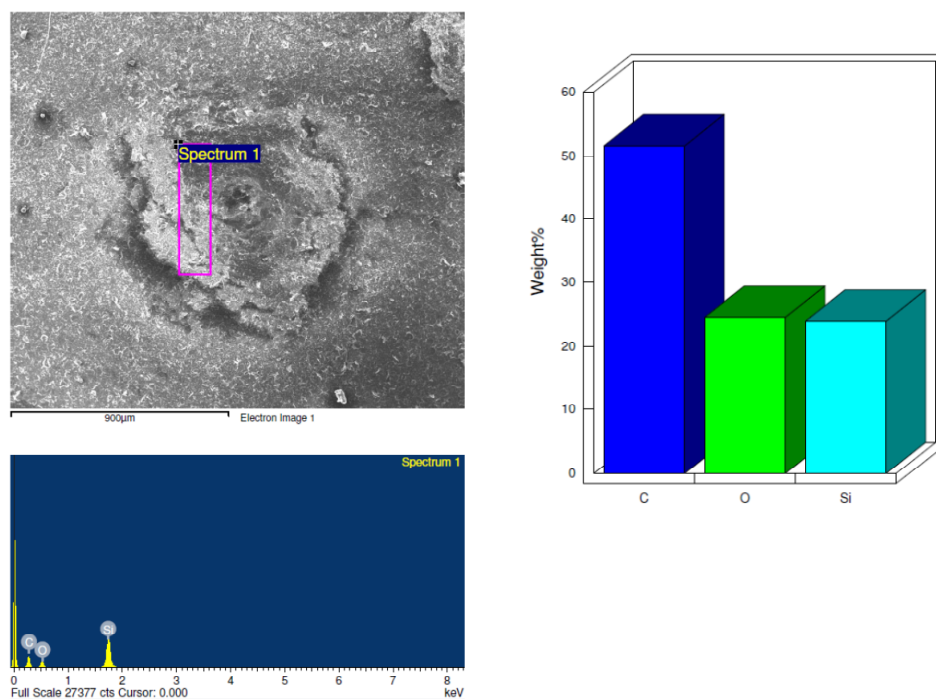 Spectrum 1
900µm Electron Image 1
Spectrum 1
C
O
Si
0 1 2 3 4 5 6 7 8
Full Scale 27377 cts Cursor: 0.000 keV
60
50
40
30
20
10
0
Weight%
C O Si